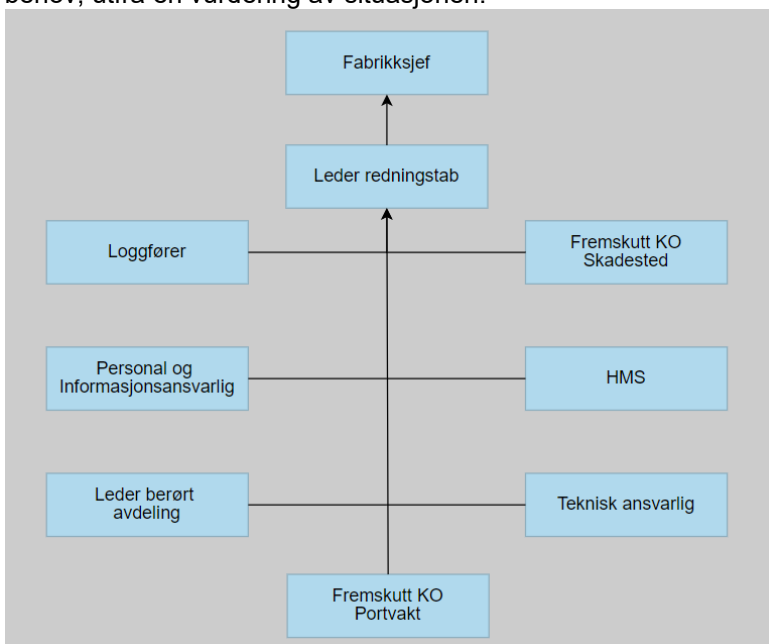 behov, utifra en vurdering av situasjonen.
Fabrikksjef
Leder redningstab
Loggfører
Fremskutt KO
Skadested
Personal og
Informasjonsansvarlig
HMS
Leder berørt
avdeling
Teknisk ansvarlig
Fremskutt KO
Portvakt